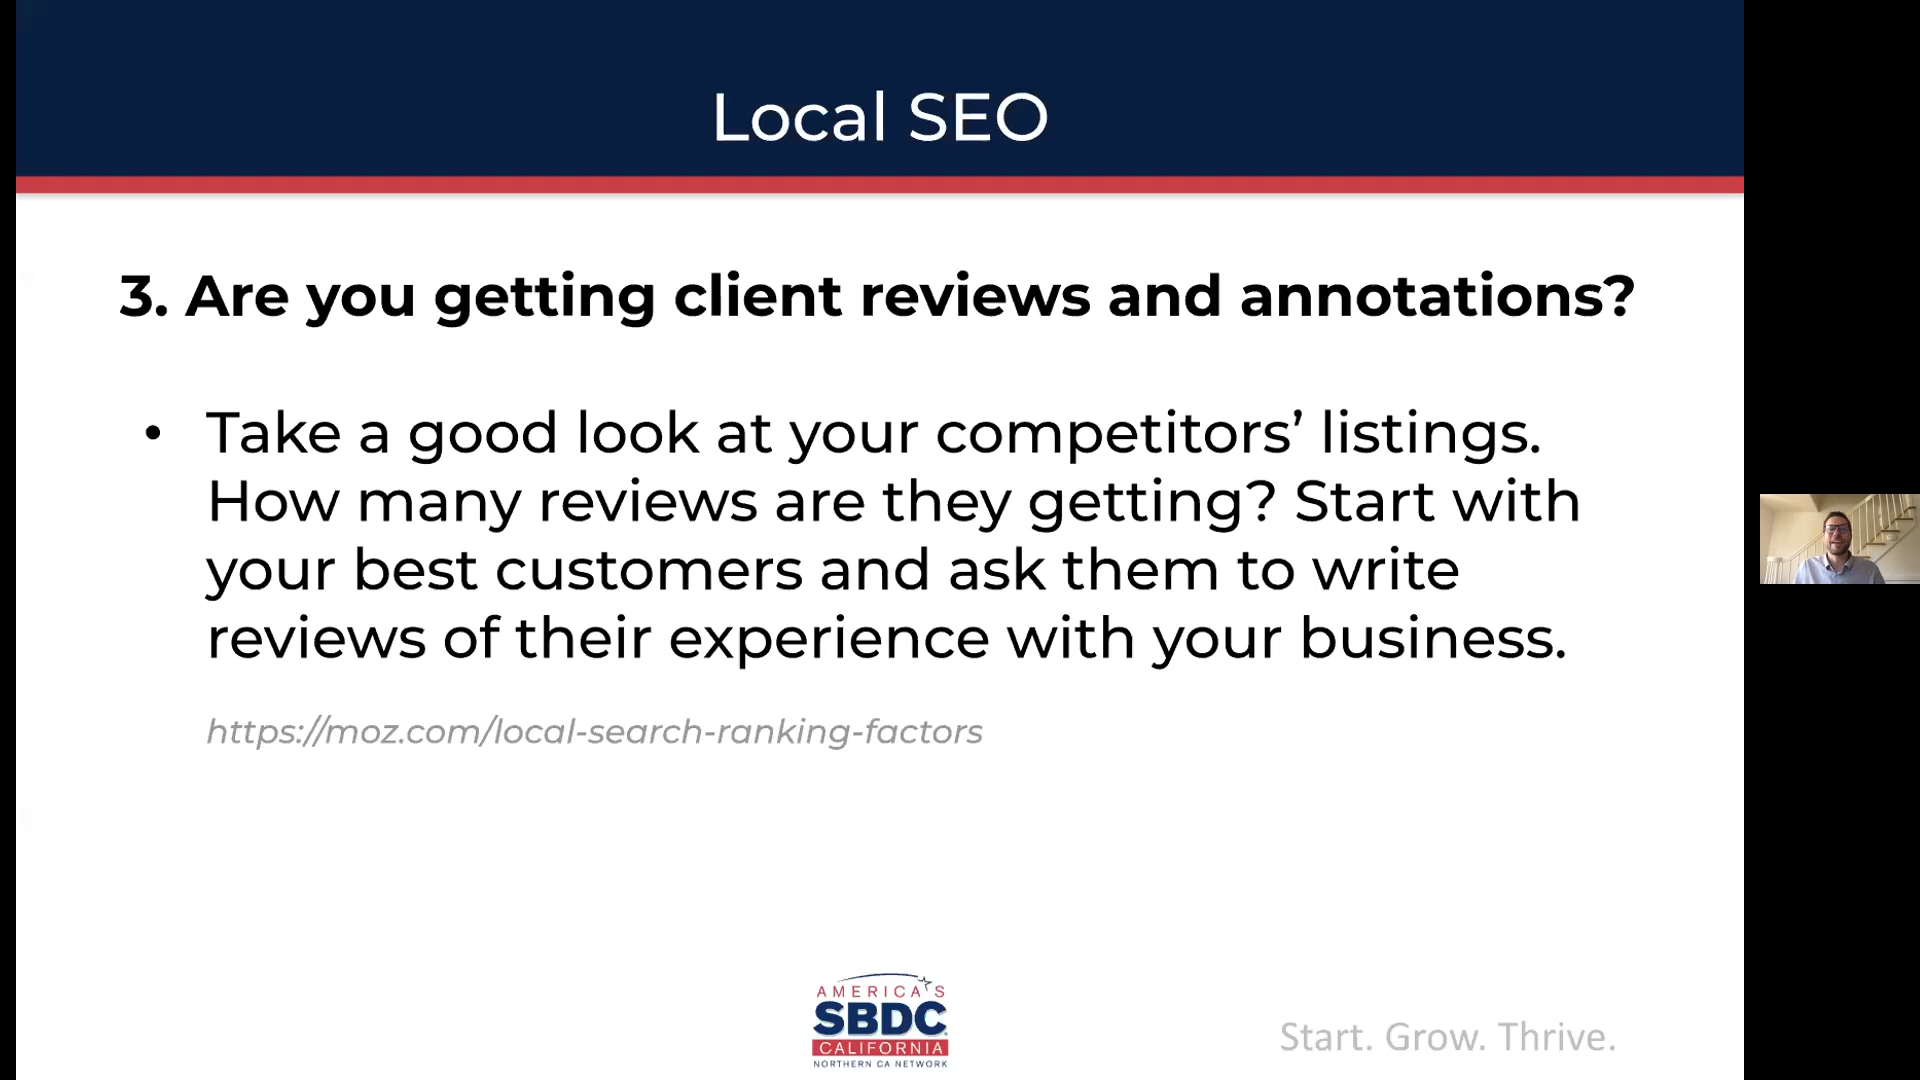 Local SEO
3. Are you getting client reviews and annotations?
• Take a good look at your competitors’ listings.
How many reviews are they getting? Start with
your best customers and ask them to write
reviews of their experience with your business.
https://moz.com/local-search-ranking-factors
AMERICA'S
SBDC
CALIFORNIA
NORTHERN CA NETWORK
Start. Grow. Thrive.